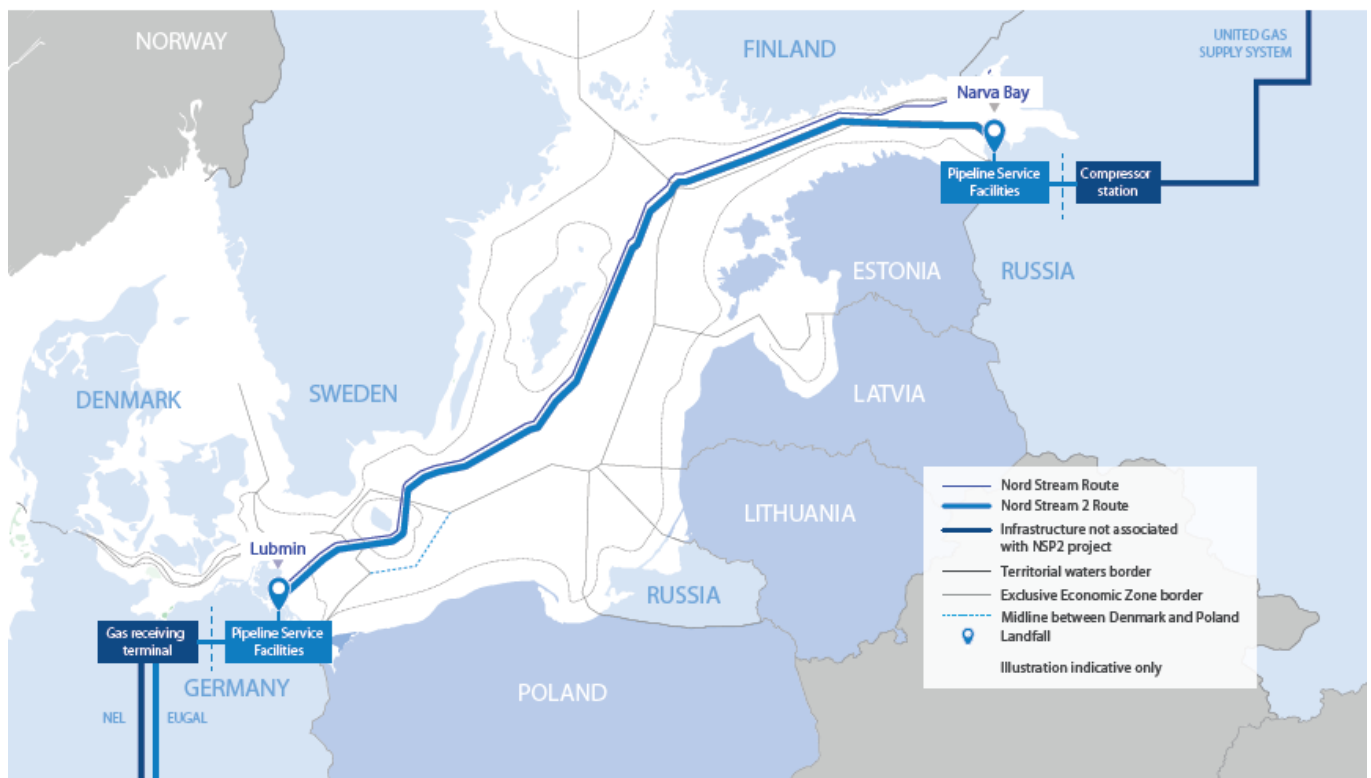 NORWAY
FINLAND
UNITED GAS
SUPPLY SYSTEM
Narva Bay
Pipeline Service
Facilities
Compressor
station
ESTONIA
RUSSIA
DENMARK
SWEDEN
LATVIA
LITHUANIA
Lubmin
RUSSIA
Gas receiving
terminal
Pipeline Service
Facilities
GERMANY
POLAND
NEL
EUGAL
Nord Stream Route
Nord Stream 2 Route
Infrastructure not associated
with NSP2 project
Territorial waters border
Exclusive Economic Zone border
Midline between Denmark and Poland
Landfall
Illustration indicative only